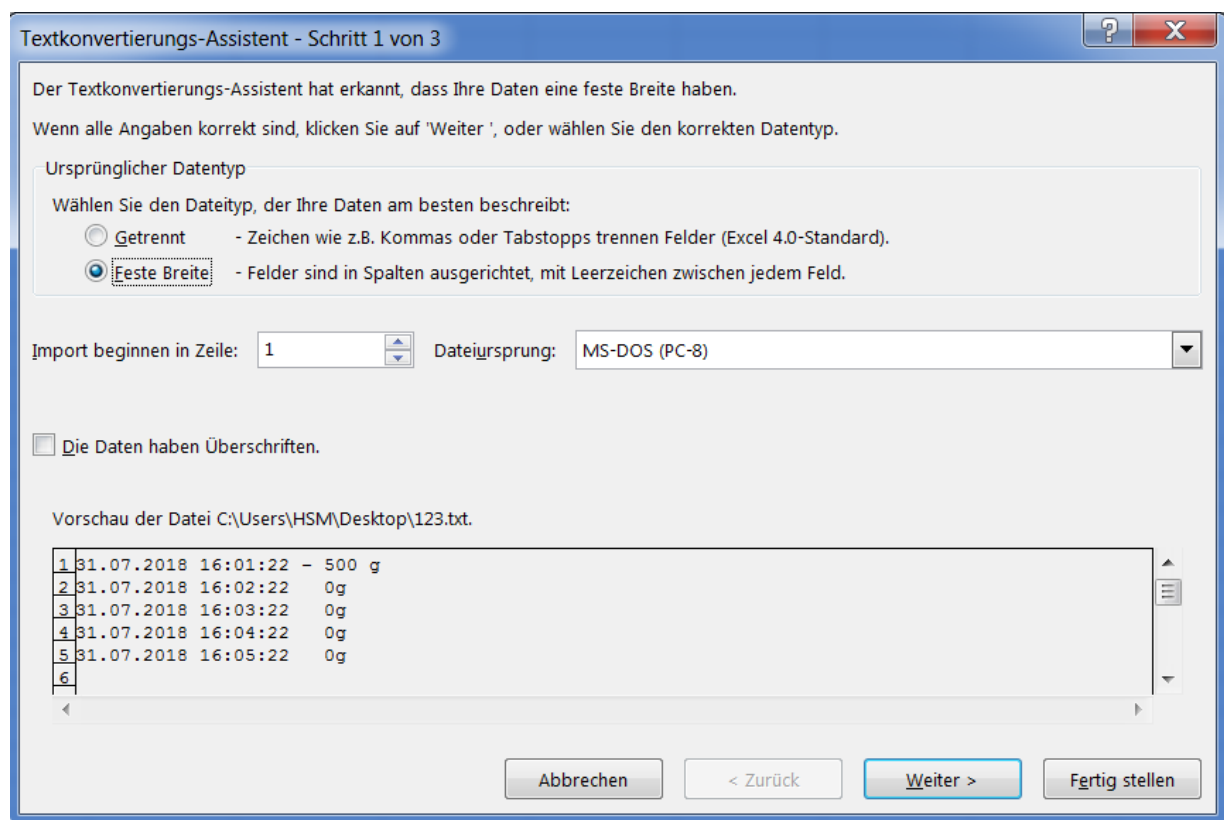 Textkonvertierungs-Assistent - Schritt 1 von 3
Der Textkonvertierungs-Assistent hat erkannt, dass Ihre Daten eine feste Breite haben.
Wenn alle Angaben korrekt sind, klicken Sie auf 'Weiter ', oder wählen Sie den korrekten Datentyp.
Ursprünglicher Datentyp
Wählen Sie den Dateityp, der Ihre Daten am besten beschreibt:
Getrennt - Zeichen wie z.B. Kommas oder Tabstopps trennen Felder (Excel 4.0-Standard).
Feste Breite - Felder sind in Spalten ausgerichtet, mit Leerzeichen zwischen jedem Feld.
Import beginnen in Zeile: 1 Dateiursprung: MS-DOS (PC-8)
Die Daten haben Überschriften.
Vorschau der Datei C:\Users\HSM\Desktop\123.txt.
1 31.07.2018 16:01:22 - 500 g
2 31.07.2018 16:02:22 0g
3 31.07.2018 16:03:22 0g
4 31.07.2018 16:04:22 0g
5 31.07.2018 16:05:22 0g
6
Abbrechen < Zurück Weiter > Fertig stellen